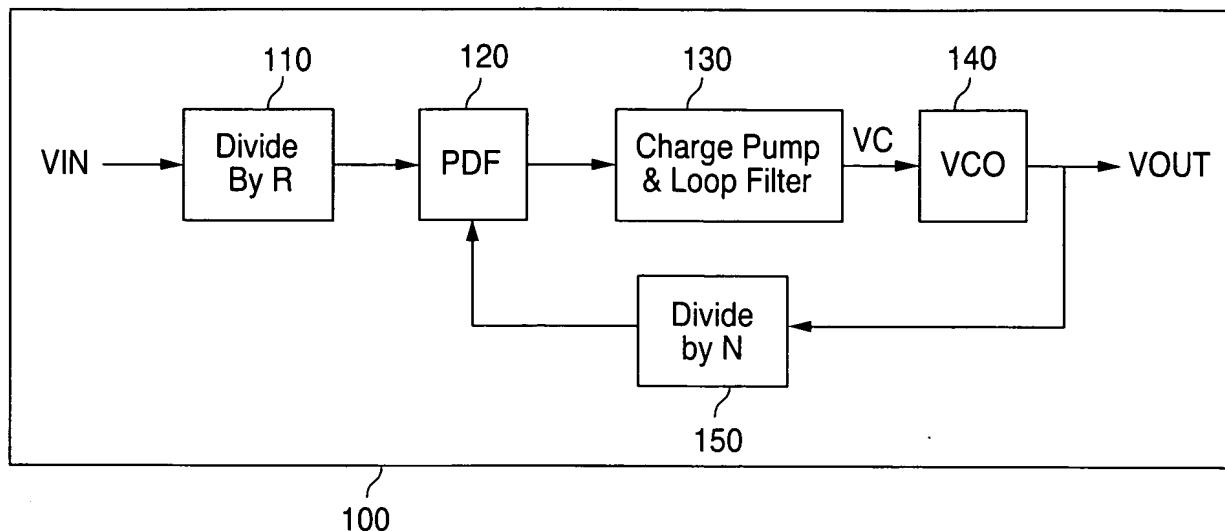 110
120
130
140
VIN
Divide
By R
PDF
Charge Pump
& Loop Filter
VC
VCO
VOUT
Divide
by N
150
100